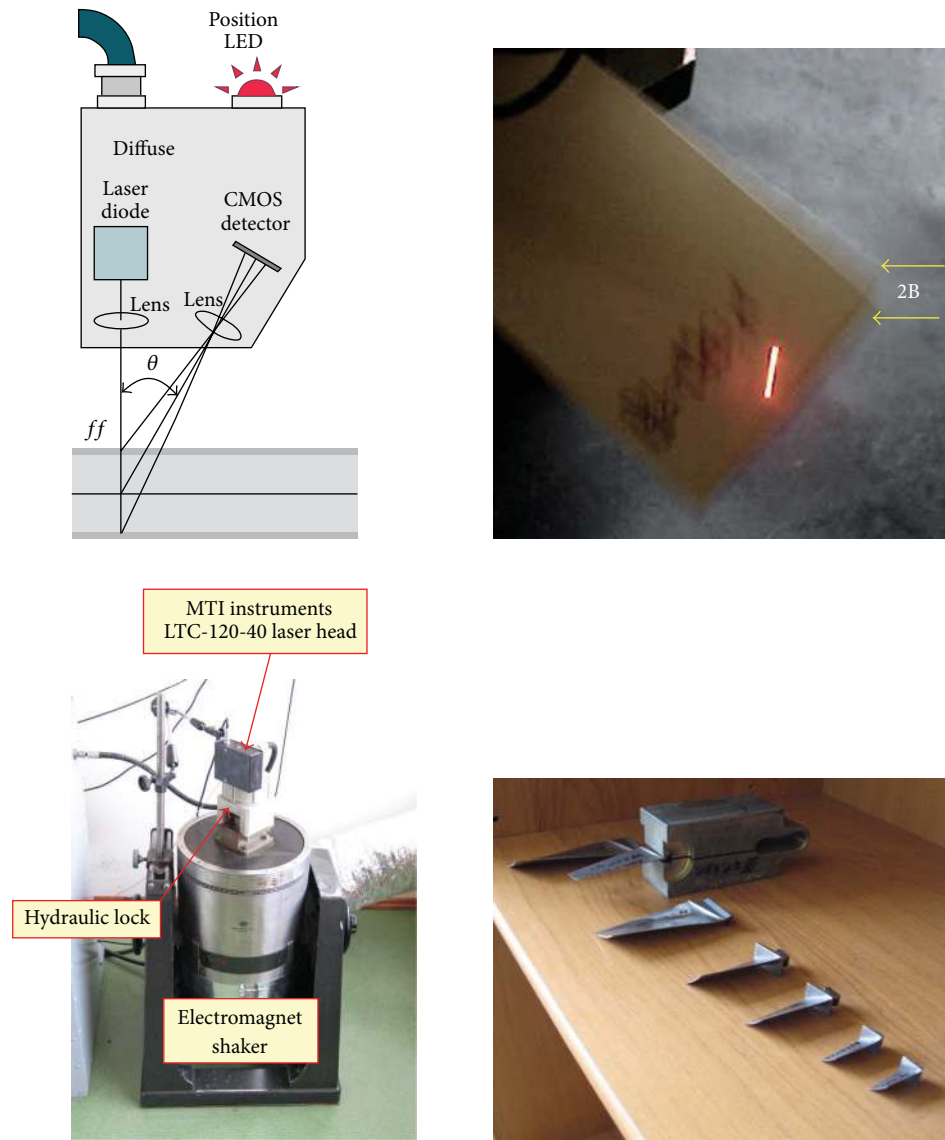 Position
LED
Diffuse
Laser
diode
CMOS
detector
Lens
Lens
θ
ff
2B
MTI instruments
LTC-120-40 laser head
Hydraulic lock
Electromagnet
shaker